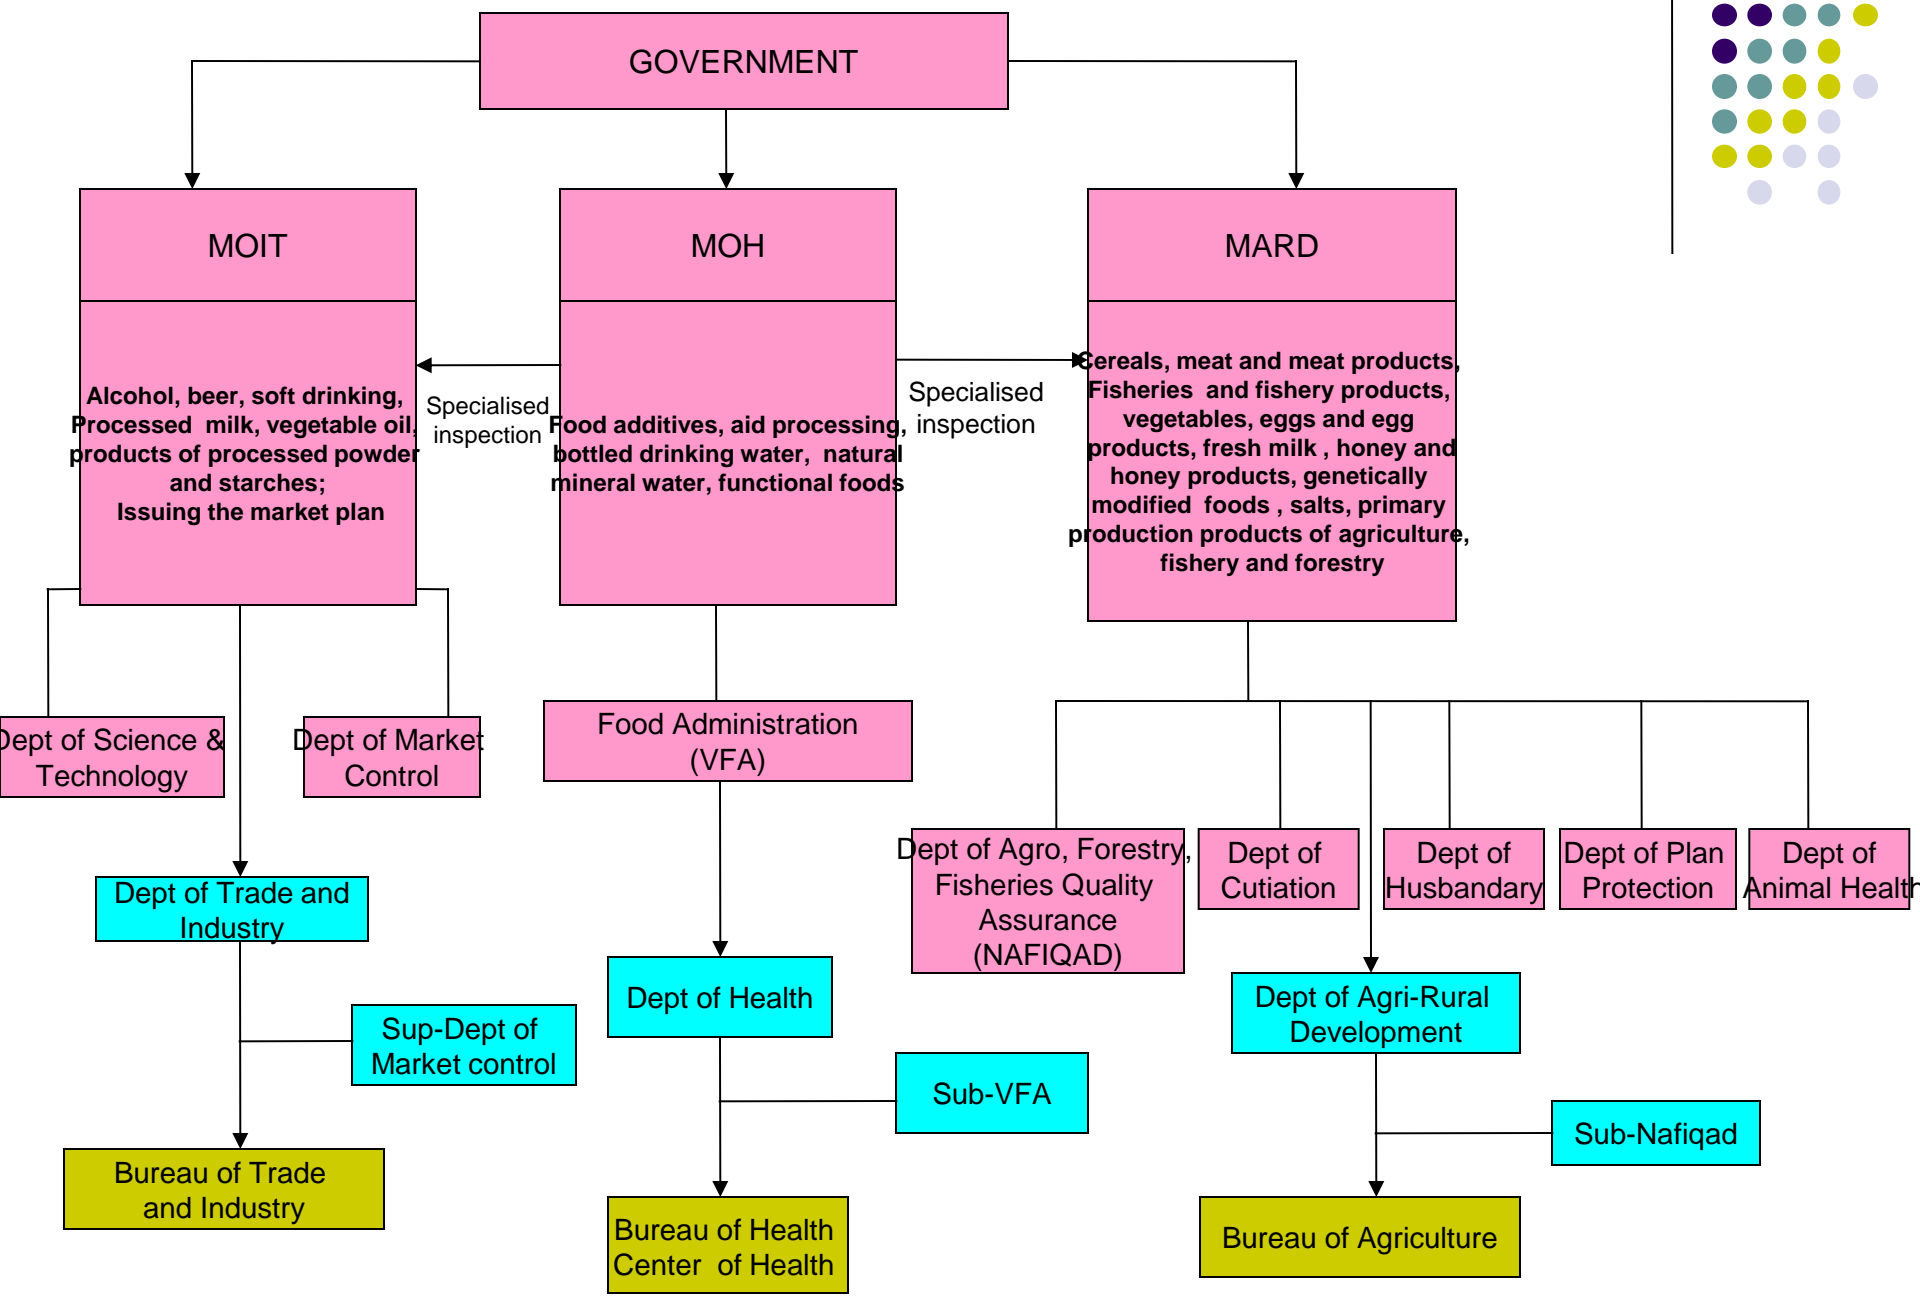 GOVERNMENT
MOIT
MOH
MARD
Alcohol, beer, soft drinking,
Processed milk, vegetable oil,
products of processed powder
and starches;
Issuing the market plan
Specialised
inspection
Food additives, aid processing,
bottled drinking water, natural
mineral water, functional foods
Specialised
inspection
Cereals, meat and meat products,
Fisheries and fishery products,
vegetables, eggs and egg
products, fresh milk , honey and
honey products, genetically
modified foods , salts, primary
production products of agriculture,
fishery and forestry
Dept of Science &
Technology
Dept of Market
Control
Food Administration
(VFA)
Dept of Agro, Forestry,
Fisheries Quality
Assurance
(NAFIQAD)
Dept of
Cutiation
Dept of
Husbandary
Dept of Plan
Protection
Dept of
Animal Health
Dept of Trade and
Industry
Dept of Health
Dept of Agri-Rural
Development
Sup-Dept of
Market control
Sub-VFA
Sub-Nafiqad
Bureau of Trade
and Industry
Bureau of Health
Center of Health
Bureau of Agriculture